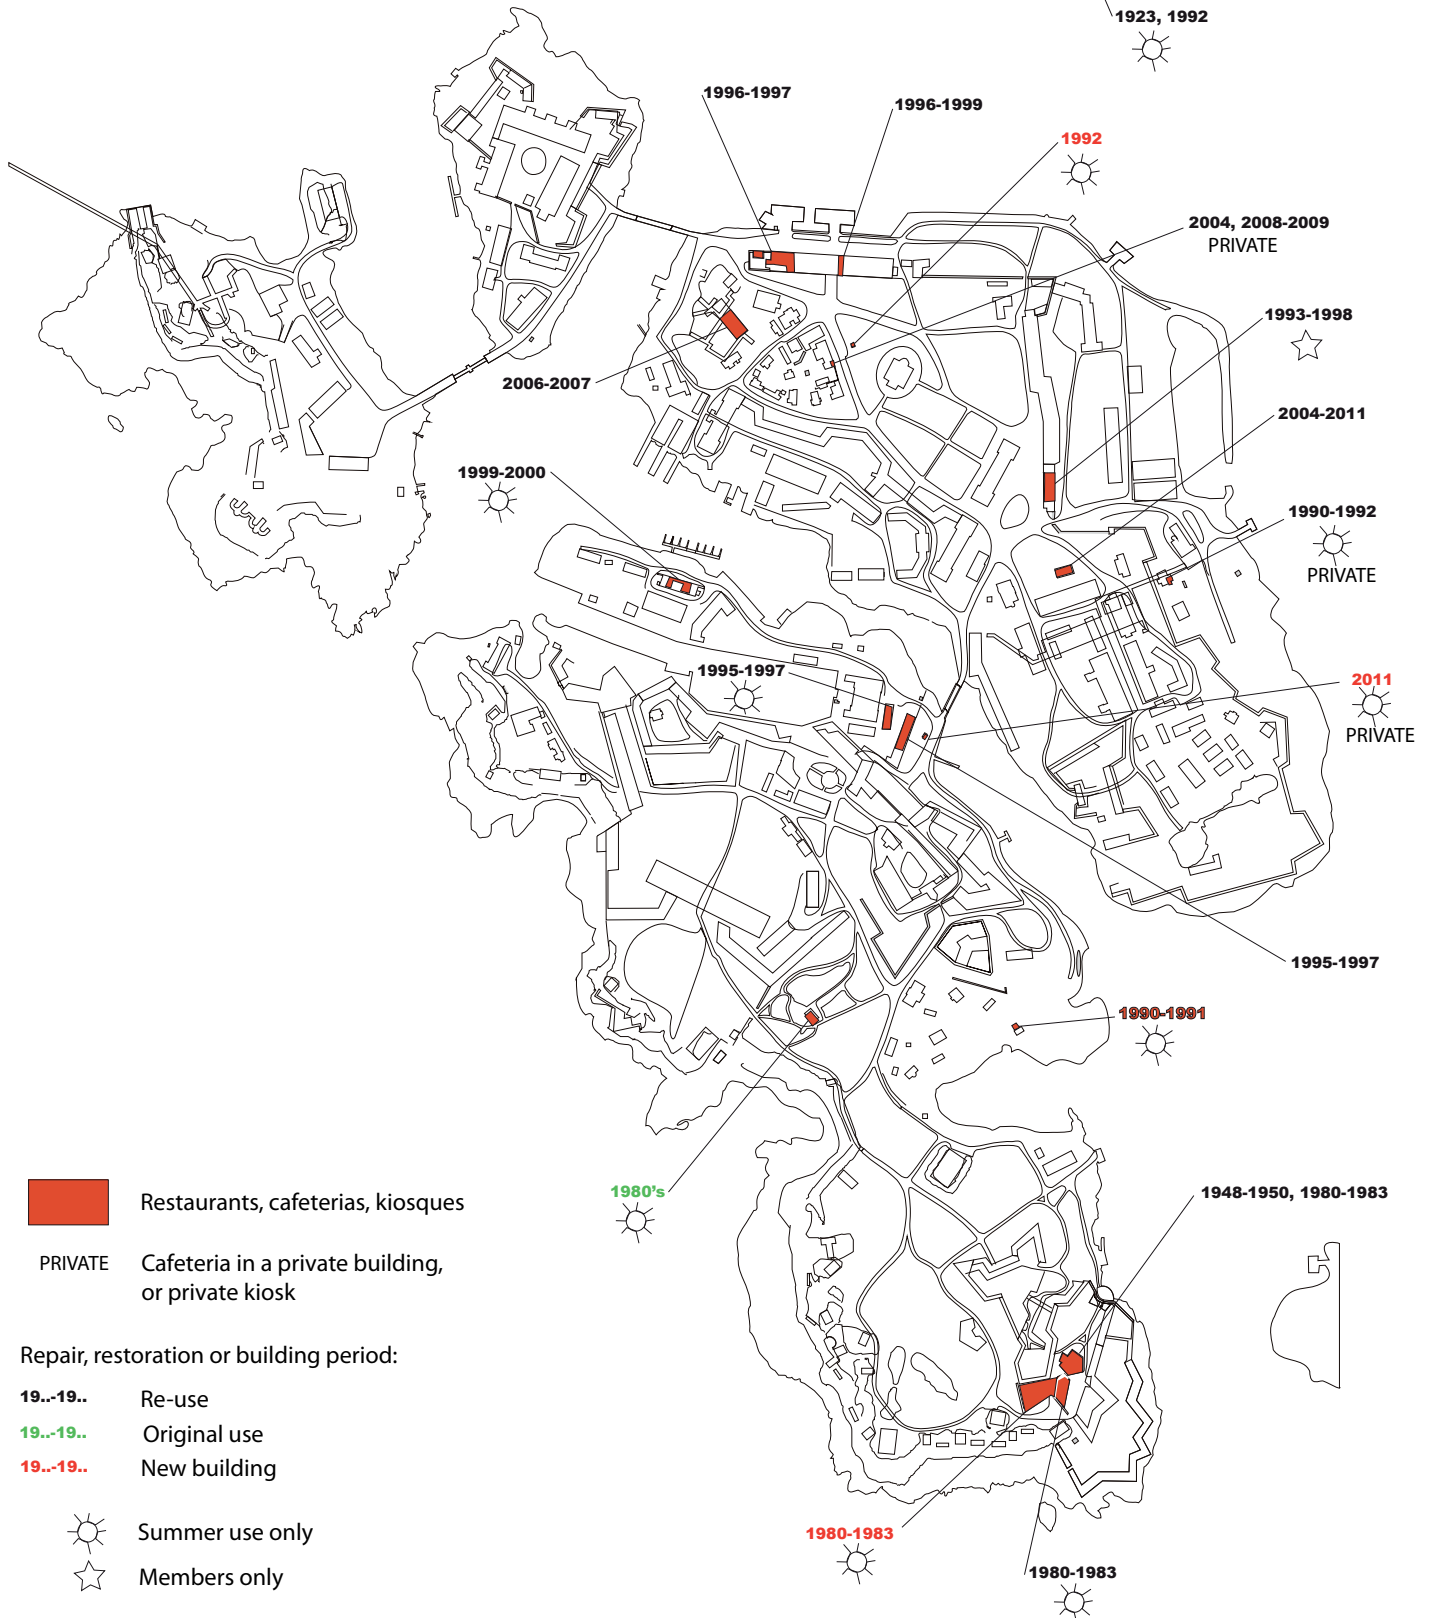 1923, 1992
1996-1997
1996-1999
1992
2004, 2008-2009
PRIVATE
1993-1998
2006-2007
2004-2011
1999-2000
1990-1992
PRIVATE
1995-1997
2011
PRIVATE
1995-1997
1990-1991
1980's
1948-1950, 1980-1983
Restaurants, cafeterias, kiosques
PRIVATE Cafeteria in a private building,
or private kiosk
Repair, restoration or building period:
19..-19.. Re-use
19..-19.. Original use
19..-19.. New building
Summer use only
Members only
1980-1983
1980-1983